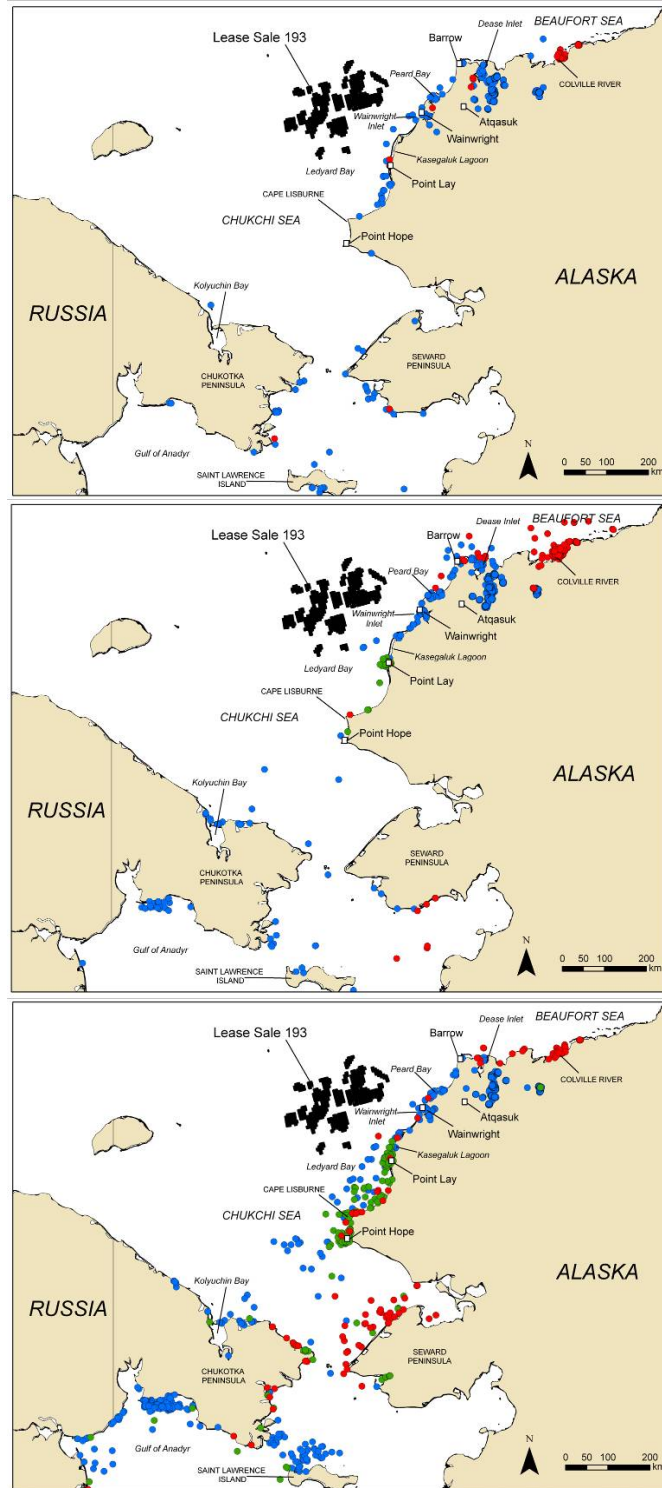 BEAUFORT SEA
Dease Inlet
Barrow
Lease Sale 193
COLVILLE RIVER
Peard Bay
Atqasuk
Wainwright
Inlet
Wainwright
Kasegaluk Lagoon
Ledyard Bay
Point Lay
CAPE LISBURNE
CHUKCHI SEA
Point Hope
ALASKA
Kolyuchin Bay
RUSSIA
SEWARD
PENINSULA
CHUKOTKA
PENINSULA
Gulf of Anadyr
N
SAINT LAWRENCE
ISLAND
0 50 100 200
km
BEAUFORT SEA
Dease Inlet
Barrow
Lease Sale 193
COLVILLE RIVER
Peard Bay
Atqasuk
Wainwright
Inlet
Wainwright
Kasegaluk Lagoon
Ledyard Bay
Point Lay
CAPE LISBURNE
CHUKCHI SEA
Point Hope
ALASKA
Kolyuchin Bay
RUSSIA
SEWARD
PENINSULA
CHUKOTKA
PENINSULA
Gulf of Anadyr
N
SAINT LAWRENCE
ISLAND
0 50 100 200
km
BEAUFORT SEA
Dease Inlet
Barrow
Lease Sale 193
COLVILLE RIVER
Peard Bay
Atqasuk
Wainwright
Inlet
Wainwright
Kasegaluk Lagoon
Ledyard Bay
Point Lay
CAPE LISBURNE
CHUKCHI SEA
Point Hope
ALASKA
Kolyuchin Bay
RUSSIA
SEWARD
PENINSULA
CHUKOTKA
PENINSULA
Gulf of Anadyr
N
SAINT LAWRENCE
ISLAND
0 50 100 200
km